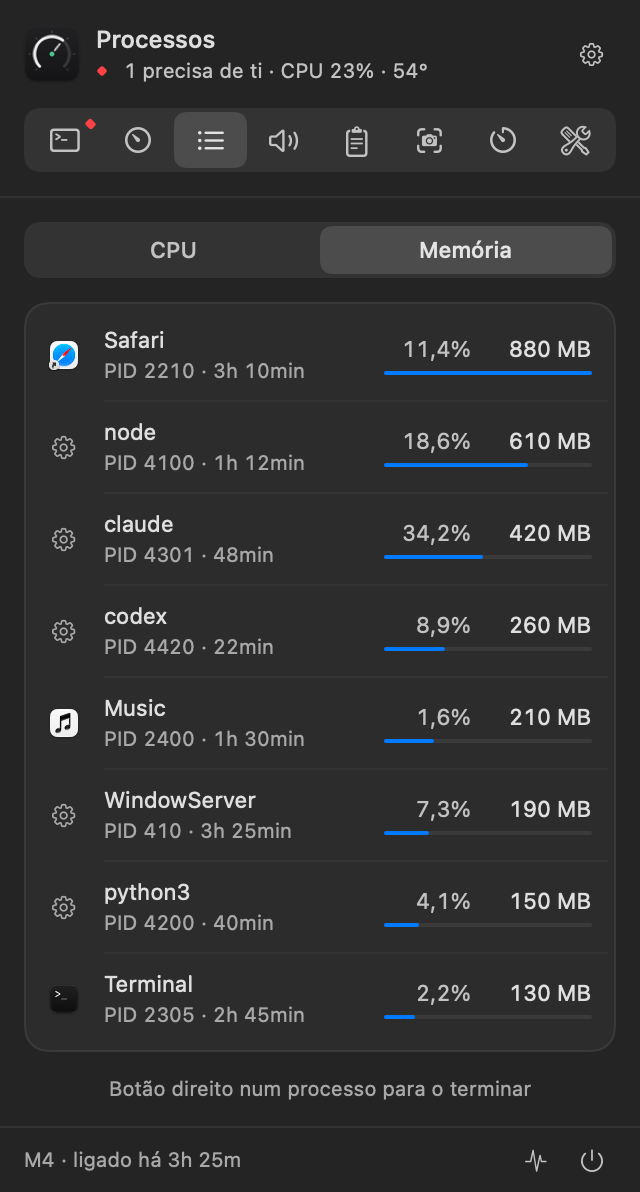 Processos
1 precisa de ti · CPU 23% · 54°
CPU
Memória
Safari
11,4% 880 MB
PID 2210 · 3h 10min
node
18,6% 610 MB
PID 4100 · 1h 12min
claude
34,2% 420 MB
PID 4301 · 48min
codex
8,9% 260 MB
PID 4420 · 22min
Music
1,6% 210 MB
PID 2400 · 1h 30min
WindowServer
7,3% 190 MB
PID 410 · 3h 25min
python3
4,1% 150 MB
PID 4200 · 40min
Terminal
2,2% 130 MB
PID 2305 · 2h 45min
Botão direito num processo para o terminar
M4 · ligado há 3h 25m